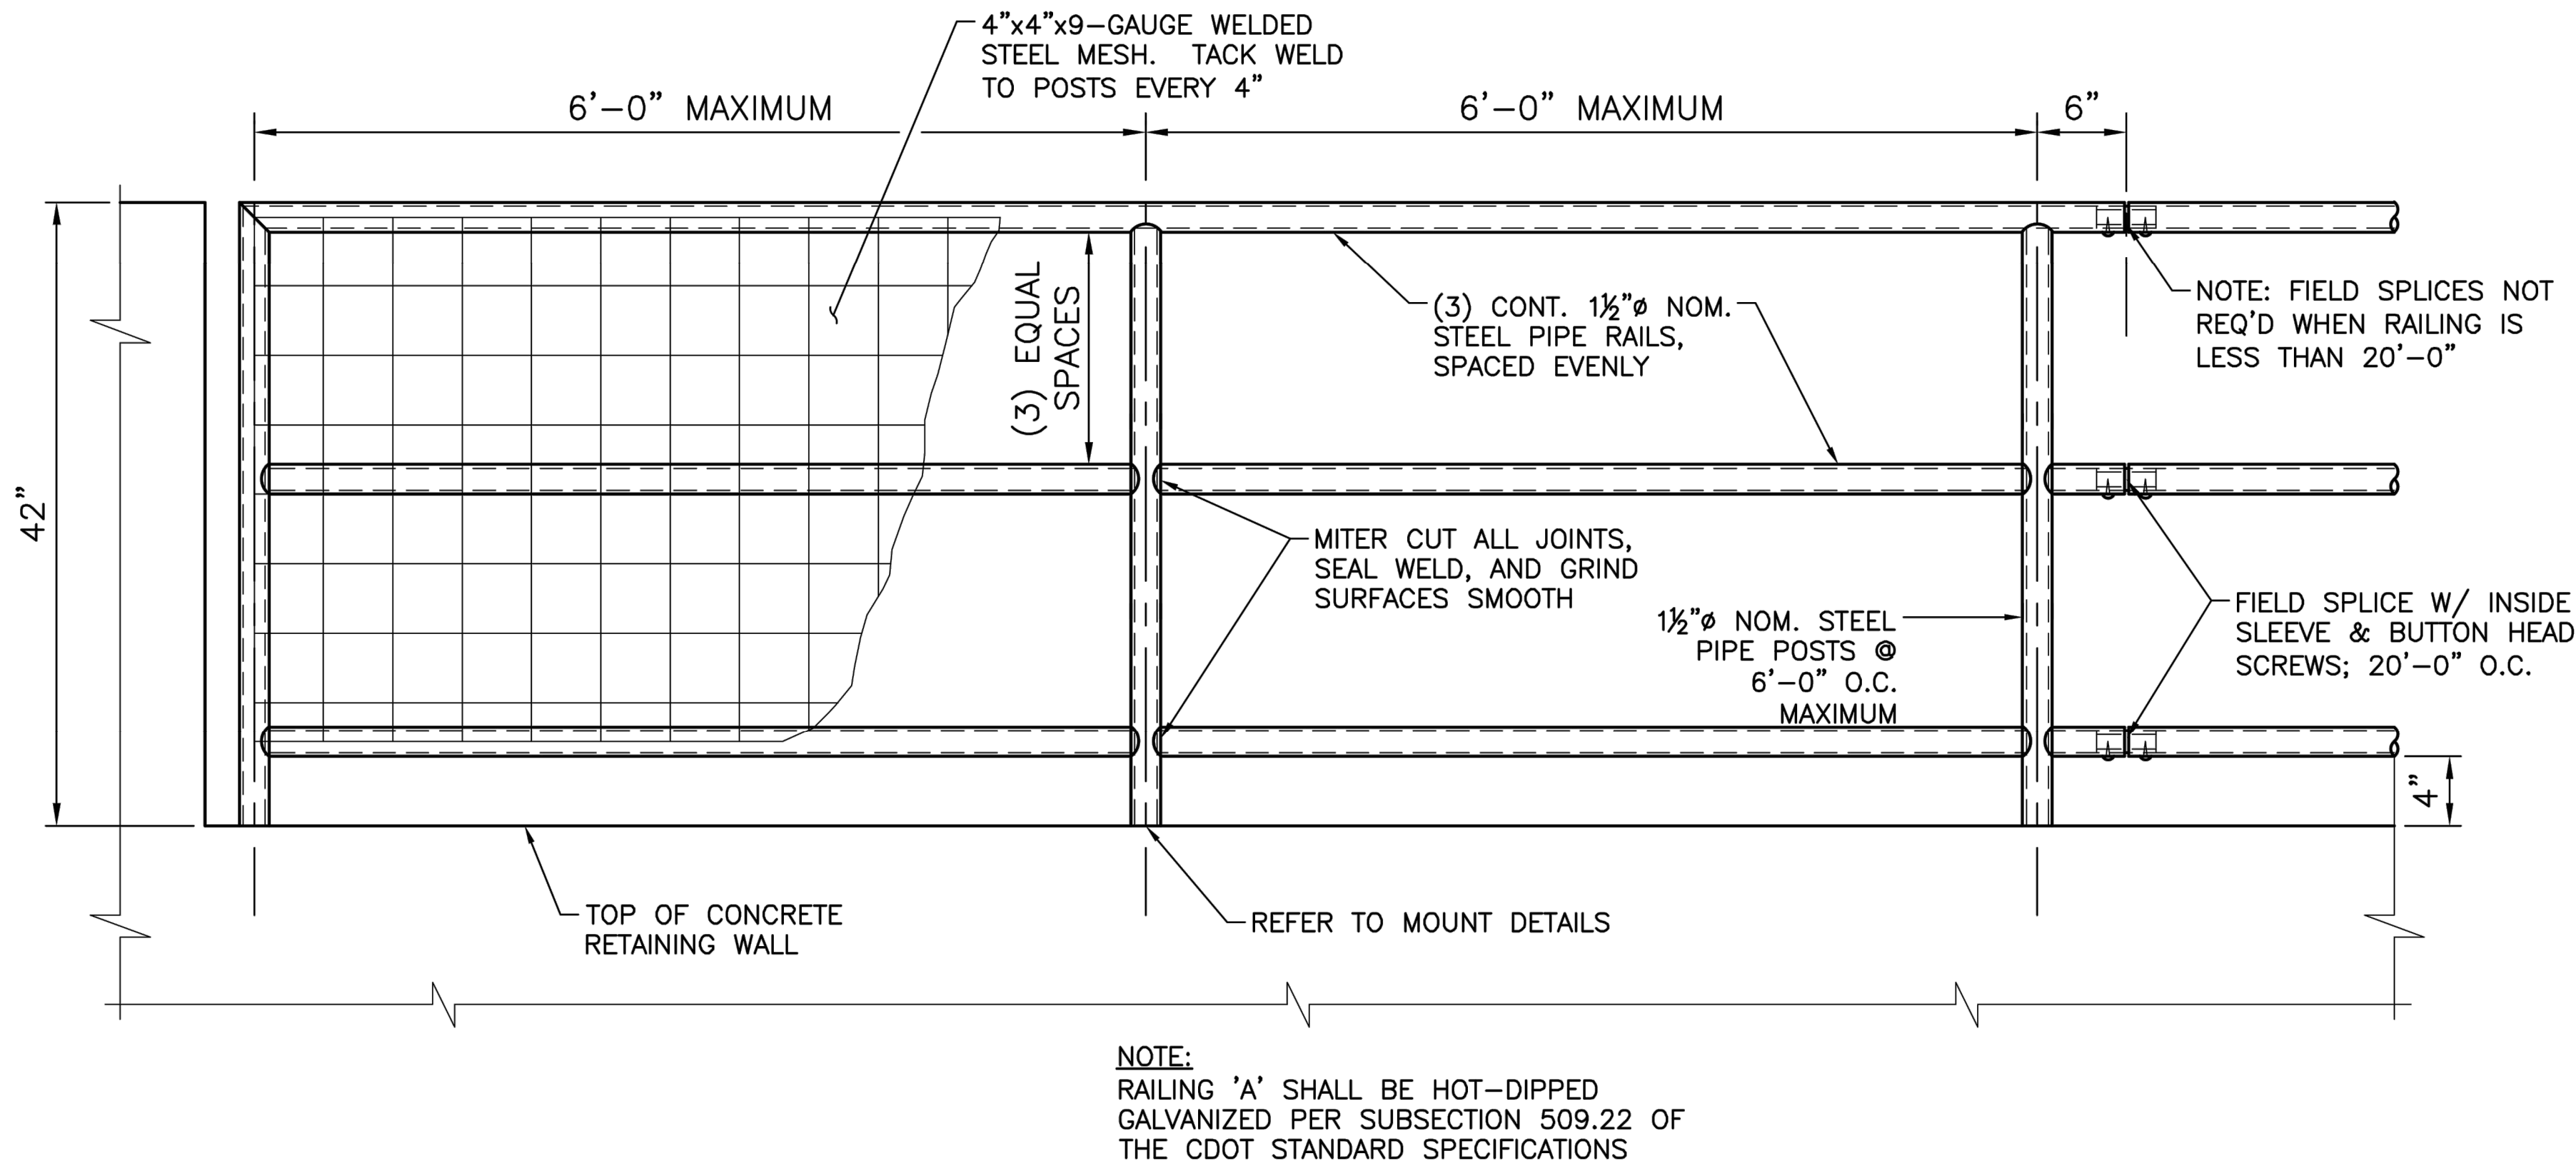 4"x4"x9-GAUGE WELDED
STEEL MESH. TACK WELD
TO POSTS EVERY 4"
6'-0" MAXIMUM
6'-0" MAXIMUM
6"
42"
(3) EQUAL
SPACES
(3) CONT. 1½"ø NOM.
STEEL PIPE RAILS,
SPACED EVENLY
NOTE: FIELD SPLICES NOT
REQ'D WHEN RAILING IS
LESS THAN 20'-0"
MITER CUT ALL JOINTS,
SEAL WELD, AND GRIND
SURFACES SMOOTH
1½"ø NOM. STEEL
PIPE POSTS @
6'-0" O.C.
MAXIMUM
FIELD SPLICE W/ INSIDE
SLEEVE & BUTTON HEAD
SCREWS; 20'-0" O.C.
4"
TOP OF CONCRETE
RETAINING WALL
REFER TO MOUNT DETAILS
NOTE:
RAILING 'A' SHALL BE HOT-DIPPED
GALVANIZED PER SUBSECTION 509.22 OF
THE CDOT STANDARD SPECIFICATIONS